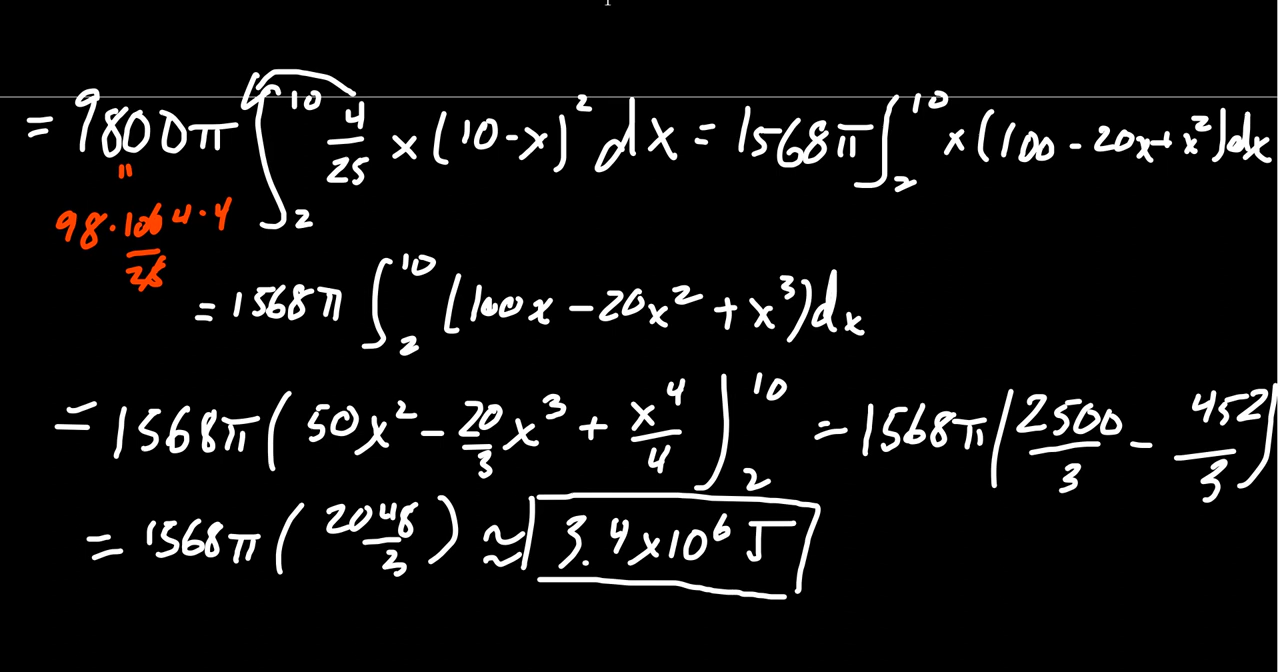 = 9800π ∫₂¹⁰ 4/25 x (10-x)² dx = 1568π ∫₂¹⁰ x (100 - 20x + x²) dx
" 
98·100 4·4
25
= 1568π ∫₂¹⁰ (100x - 20x² + x³) dx
= 1568π ( 50x² - 20/3 x³ + x⁴/4 )₂¹⁰ = 1568π ( 2500/3 - 452/3 )
= 1568π ( 2048/3 ) ≈ 3.4x10⁶ J